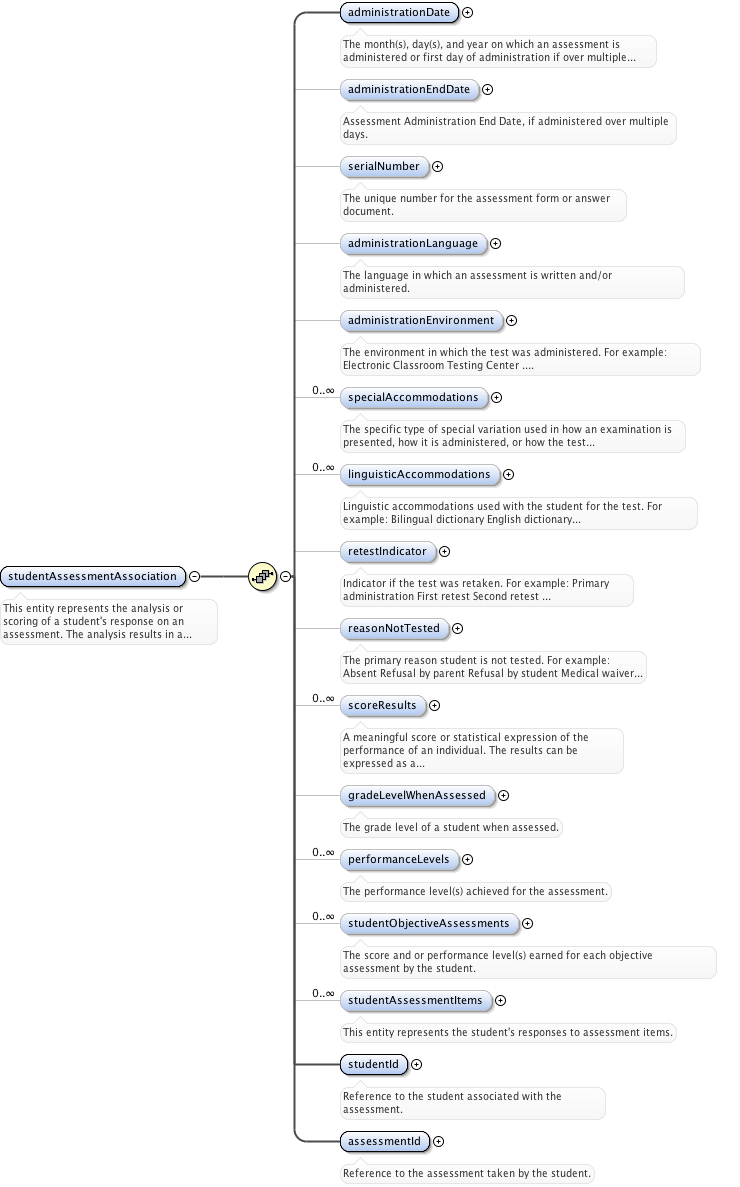 administrationDate
The month(s), day(s), and year on which an assessment is
administered or first day of administration if over multiple...
administrationEndDate
Assessment Administration End Date, if administered over multiple
days.
serialNumber
The unique number for the assessment form or answer
document.
administrationLanguage
The language in which an assessment is written and/or
administered.
administrationEnvironment
The environment in which the test was administered. For example:
Electronic Classroom Testing Center ....
0..∞
specialAccommodations
The specific type of special variation used in how an examination is
presented, how it is administered, or how the test...
0..∞
linguisticAccommodations
Linguistic accommodations used with the student for the test. For
example: Bilingual dictionary English dictionary...
retestIndicator
Indicator if the test was retaken. For example: Primary
administration First retest Second retest ...
studentAssessmentAssociation
This entity represents the analysis or
scoring of a student's response on an
assessment. The analysis results in a...
reasonNotTested
The primary reason student is not tested. For example:
Absent Refusal by parent Refusal by student Medical waiver...
0..∞
scoreResults
A meaningful score or statistical expression of the
performance of an individual. The results can be
expressed as a...
gradeLevelWhenAssessed
The grade level of a student when assessed.
0..∞
performanceLevels
The performance level(s) achieved for the assessment.
0..∞
studentObjectiveAssessments
The score and or performance level(s) earned for each objective
assessment by the student.
0..∞
studentAssessmentItems
This entity represents the student's responses to assessment items.
studentId
Reference to the student associated with the
assessment.
assessmentId
Reference to the assessment taken by the student.